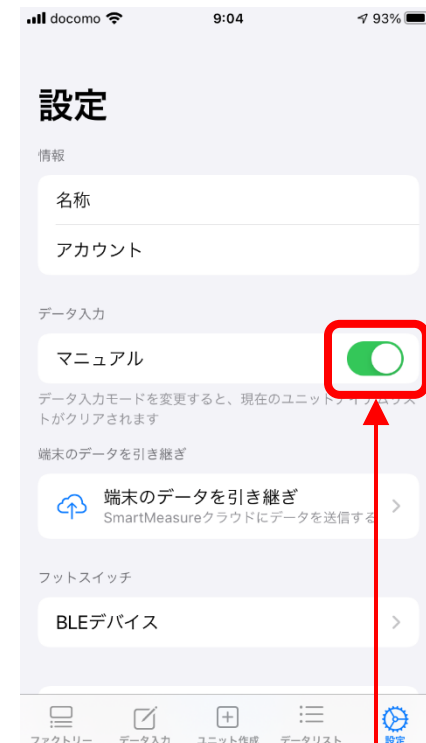 docomo 9:04 93%
設定
情報
名称
アカウント
データ入力
マニュアル
データ入力モードを変更すると、現在のユニットアイテムリス
トがクリアされます
端末のデータを引き継ぎ
端末のデータを引き継ぎ
SmartMeasureクラウドにデータを送信する
フットスイッチ
BLEデバイス
ファクトリー データ入力 ユニット作成 データリスト 設定